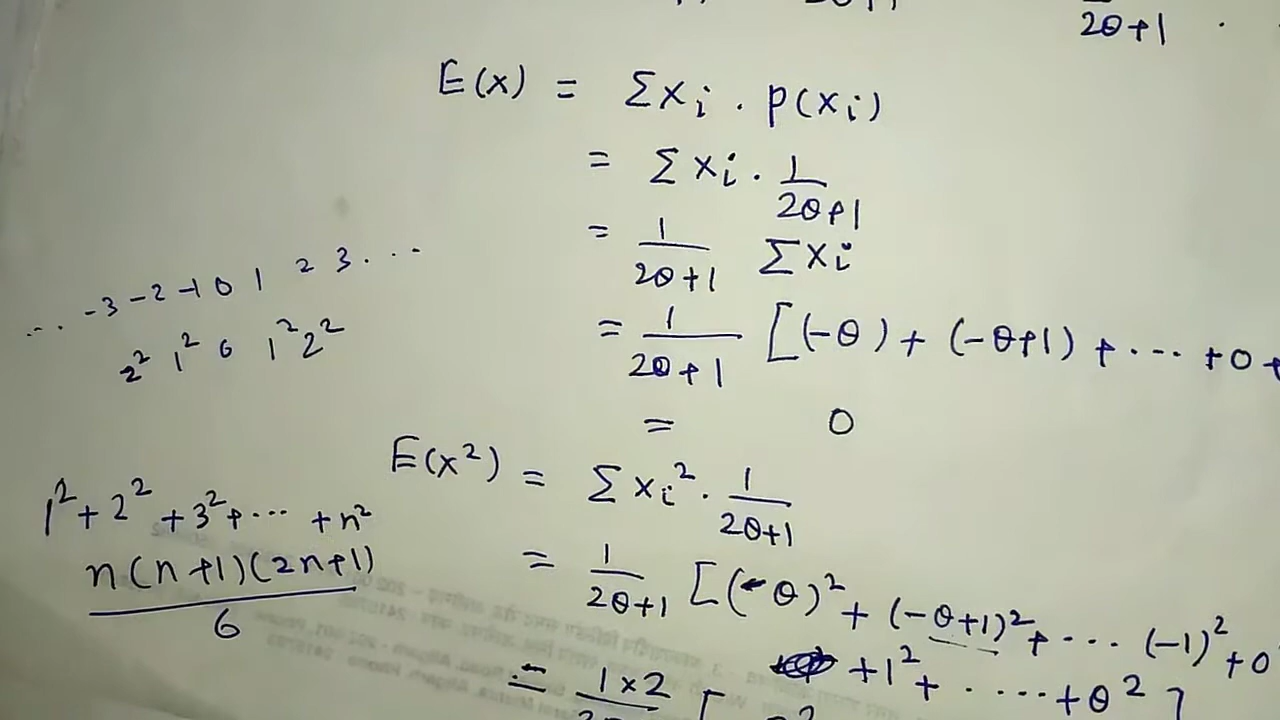 2θ+1
E(x) = Σxᵢ . p(xᵢ)
= Σxᵢ . 1/(2θ+1)
= 1/(2θ+1) Σxᵢ
... -3 -2 -1 0 1 2 3 . ...
2² 1² 0 1² 2²
= 1/(2θ+1) [(-θ) + (-θ+1) + ... + 0 +
= 0
E(x²) = Σxᵢ² . 1/(2θ+1)
1² + 2² + 3² + ... + n²
n(n+1)(2n+1)/6
= 1/(2θ+1) [(-θ)² + (-θ+1)² + ... (-1)² + 0
+ 1² + ..... + θ²]
= 1×2